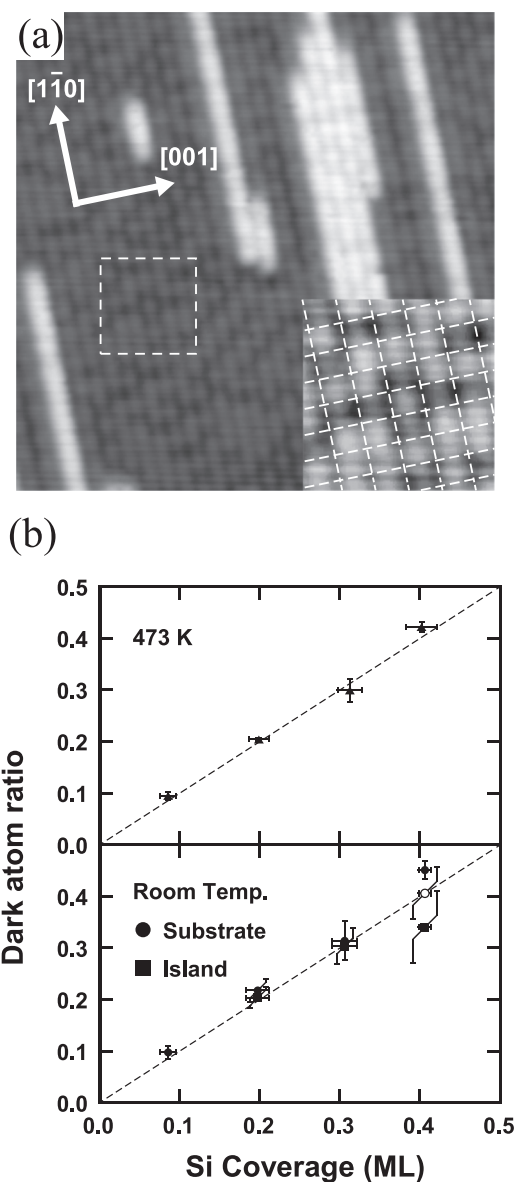 (a)
[11̄0]
[001]
(b)
0.5
0.4
473 K
0.3
0.2
0.1
0.0
Dark atom ratio
0.4
Room Temp.
Substrate
0.3
Island
0.2
0.1
0.0
0.0 0.1 0.2 0.3 0.4 0.5
Si Coverage (ML)